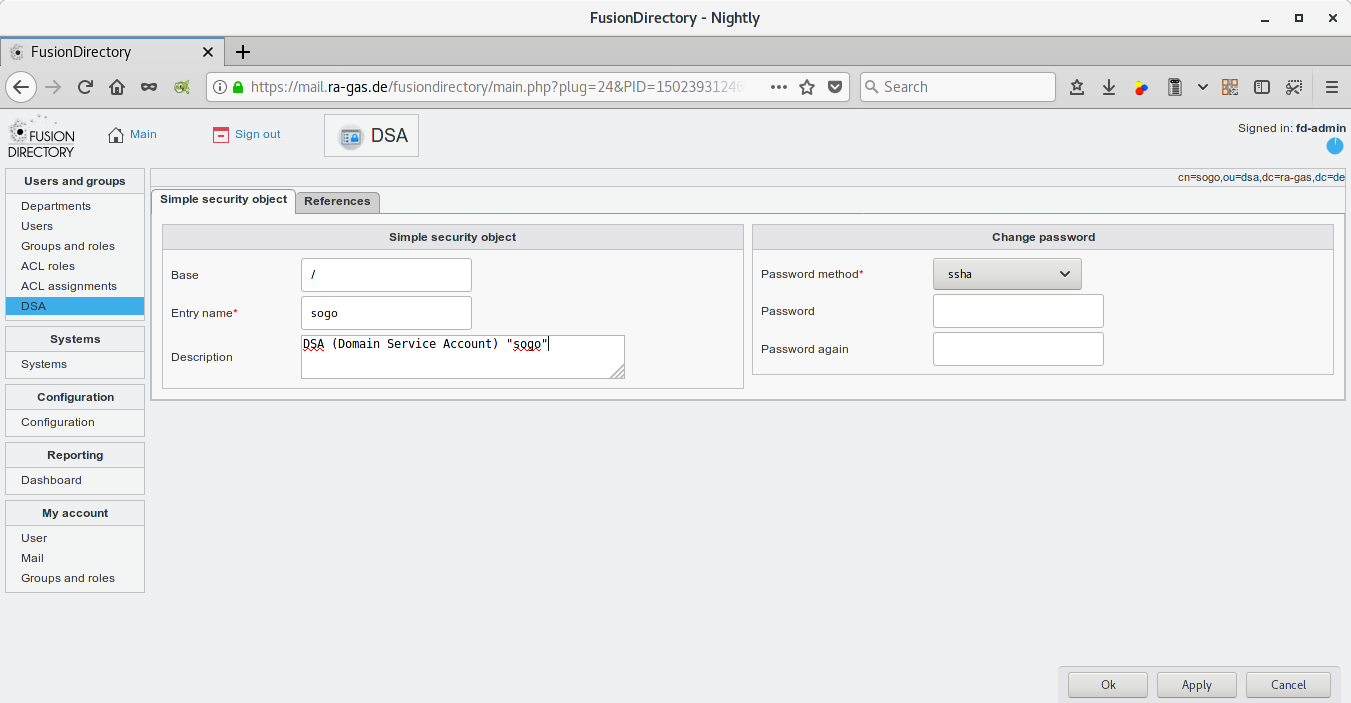 FusionDirectory - Nightly
FusionDirectory
https://mail.ra-gas.de/fusiondirectory/main.php?plug=24&PID=15023931246
Search
FUSION
DIRECTORY
Main
Sign out
DSA
Signed in: fd-admin
Users and groups
Departments
Users
Groups and roles
ACL roles
ACL assignments
DSA
Systems
Systems
Configuration
Configuration
Reporting
Dashboard
My account
User
Mail
Groups and roles
cn=sogo,ou=dsa,dc=ra-gas,dc=de
Simple security object
References
Simple security object
Base
/
Entry name*
sogo
Description
DSA (Domain Service Account) "sogo"
Change password
Password method*
ssha
Password
Password again
Ok
Apply
Cancel